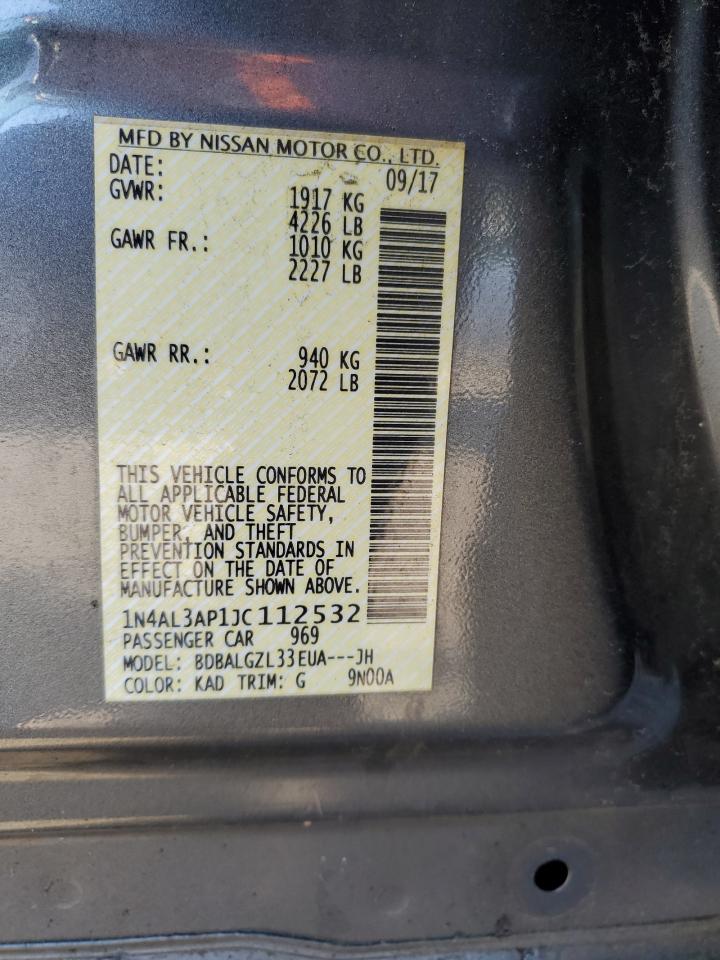 MFD BY NISSAN MOTOR CO., LTD.
DATE: 09/17
GVWR: 1917 KG
4226 LB
GAWR FR.: 1010 KG
2227 LB
GAWR RR.: 940 KG
2072 LB
THIS VEHICLE CONFORMS TO
ALL APPLICABLE FEDERAL
MOTOR VEHICLE SAFETY,
BUMPER, AND THEFT
PREVENTION STANDARDS IN
EFFECT ON THE DATE OF
MANUFACTURE SHOWN ABOVE.
1N4AL3AP1JC112532
PASSENGER CAR 969
MODEL: BDBALGZL33EUA---JH
COLOR: KAD TRIM: G 9N00A